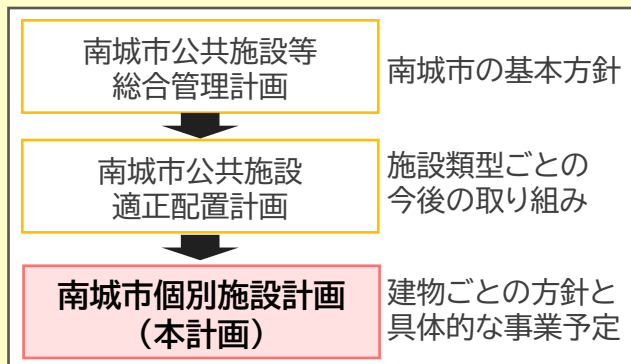 南城市公共施設等
総合管理計画
南城市の基本方針
南城市公共施設
適正配置計画
施設類型ごとの
今後の取り組み
南城市個別施設計画
（本計画）
建物ごとの方針と
具体的な事業予定